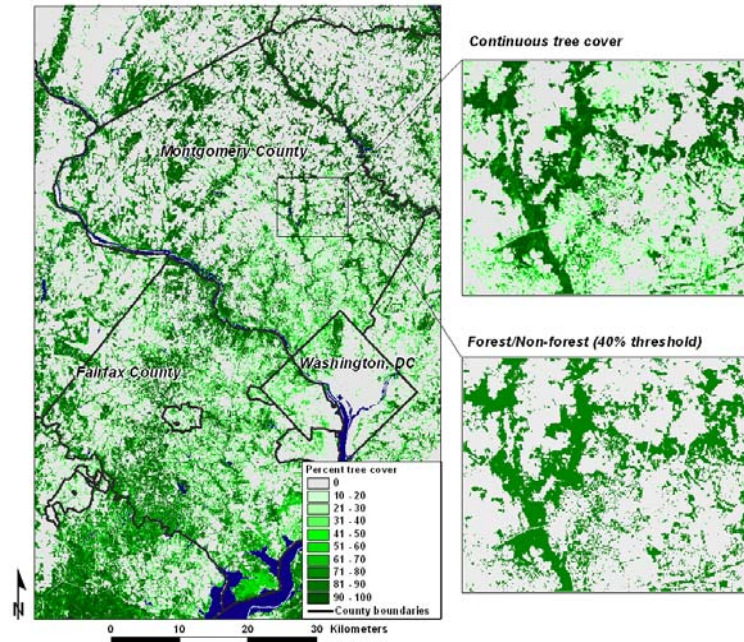 Continuous tree cover
Montgomery County
Forest/Non-forest (40% threshold)
Washington, DC
Fairfax County
Percent tree cover
0
10 - 20
21 - 30
31 - 40
41 - 50
51 - 60
61 - 70
71 - 80
81 - 90
90 - 100
County boundaries
N
0 10 20 30 Kilometers